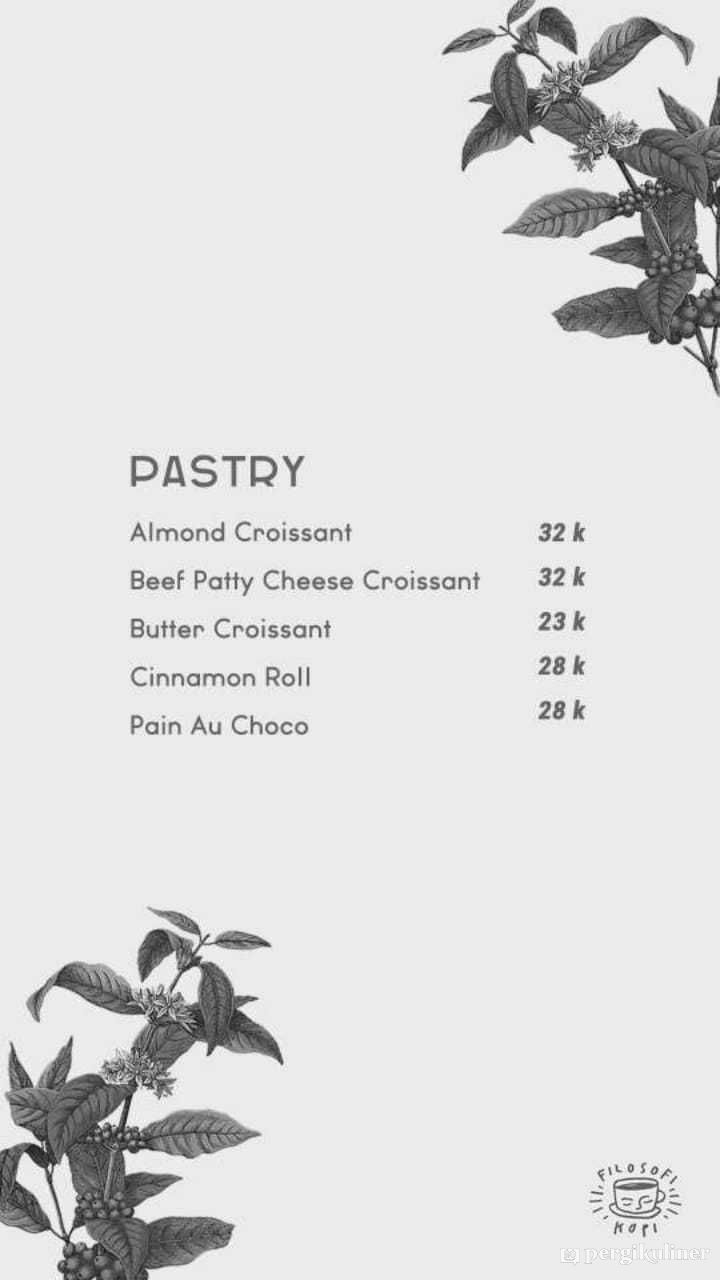 PASTRY
Almond Croissant 32 k
Beef Patty Cheese Croissant 32 k
Butter Croissant 23 k
Cinnamon Roll 28 k
Pain Au Choco 28 k
FILOSOFI
KOPI
pergikuliner